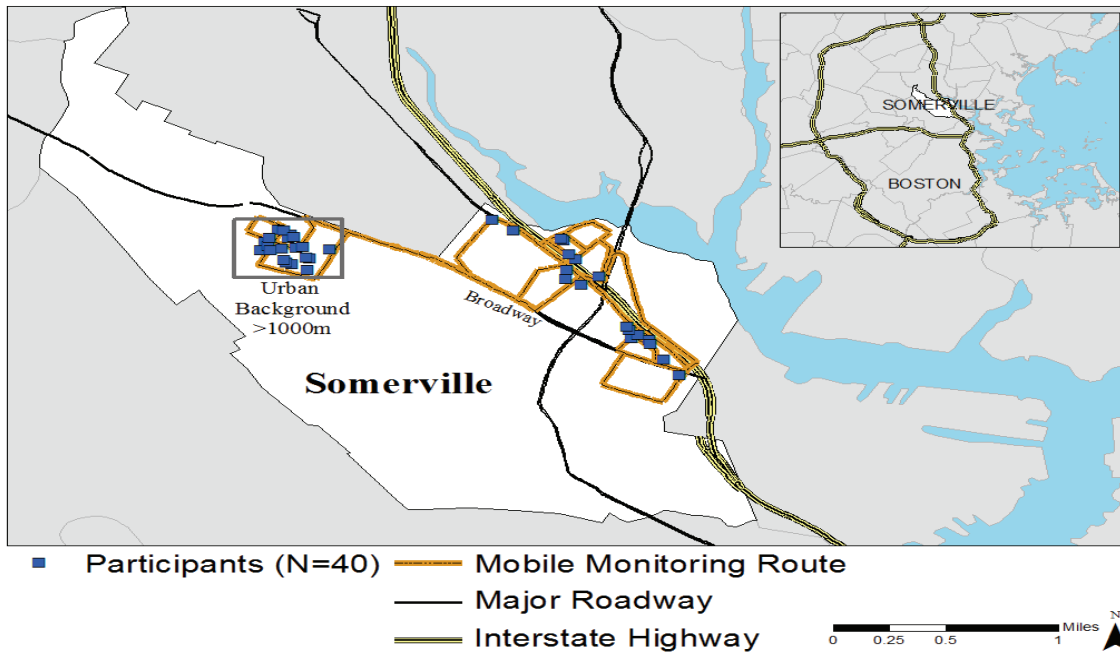 SOMERVILLE
BOSTON
Urban
Background
>1000m
Broadway
Somerville
Participants (N=40)
Mobile Monitoring Route
Major Roadway
Interstate Highway
Miles
0 0.25 0.5 1
N